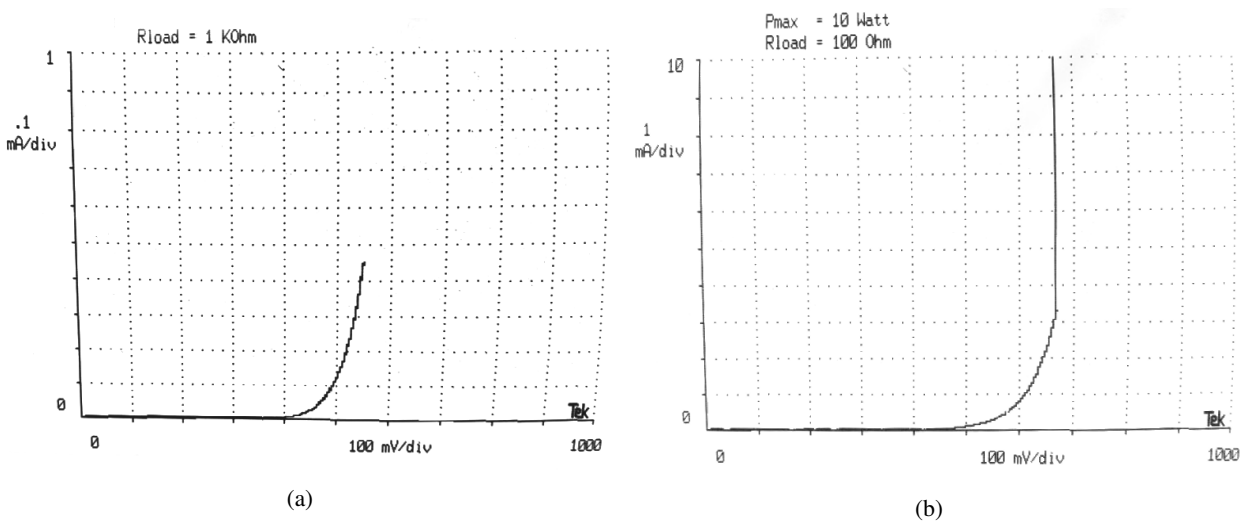 Rload = 1 KOhm
1
.1
mA/div
0
Tek
0
100 mV/div
1000
(a)
Pmax = 10 Watt
Rload = 100 Ohm
10
1
mA/div
0
Tek
0
100 mV/div
1000
(b)